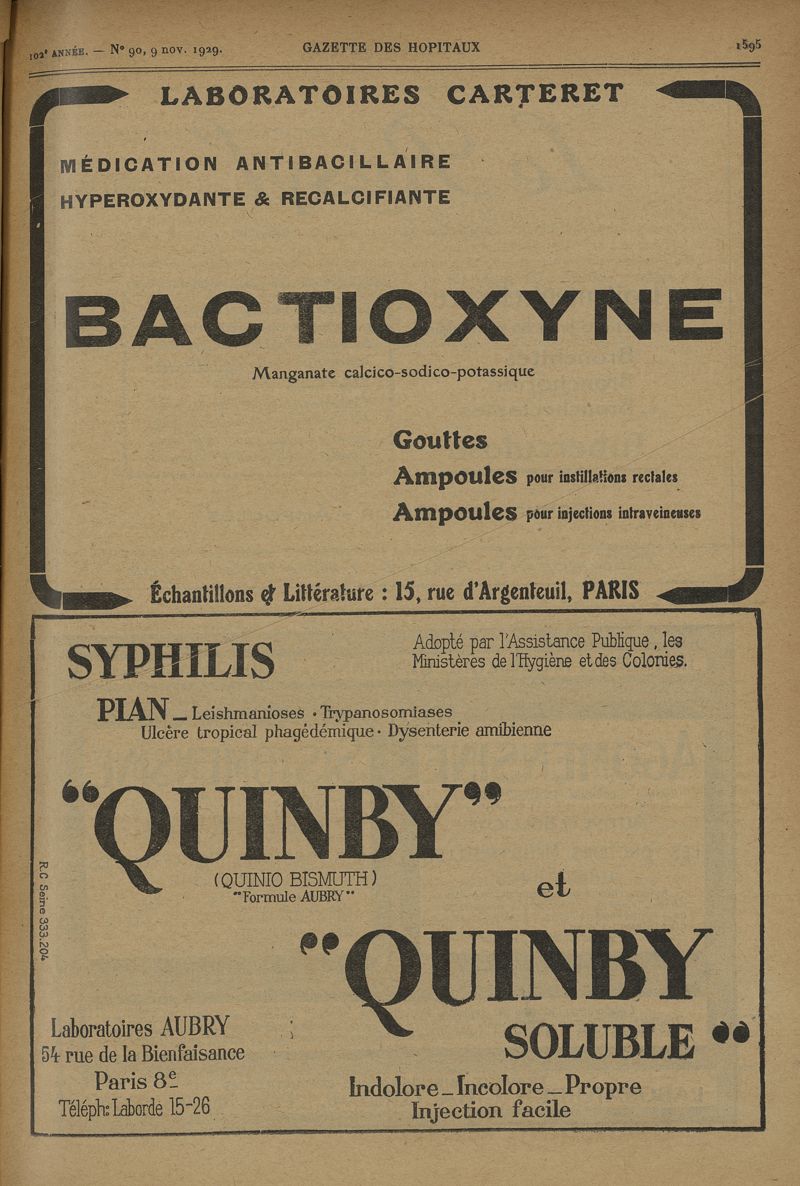 102e ANNÉE. — N° 90, 9 nov. 1929.
GAZETTE DES HOPITAUX
1595
LABORATOIRES CARTERET
MÉDICATION ANTIBACILLAIRE
HYPEROXYDANTE & RECALCIFIANTE
BACTIOXYNE
Manganate calcico-sodico-potassique
Gouttes
Ampoules pour instillations rectales
Ampoules pour injections intraveineuses
Échantillons & Littérature : 15, rue d'Argenteuil, PARIS
SYPHILIS
Adopté par l'Assistance Publique, les
Ministères de l'Hygiène et des Colonies.
PIAN _ Leishmanioses • Trypanosomiases
Ulcère tropical phagédémique • Dysenterie amibienne
"QUINBY"
(QUINIO BISMUTH)
"Formule AUBRY"
et
"QUINBY
SOLUBLE "
R.C Seine 333.204
Laboratoires AUBRY
54 rue de la Bienfaisance
Paris 8e
Téléph: Laborde 15-26
Indolore _ Incolore _ Propre
Injection facile